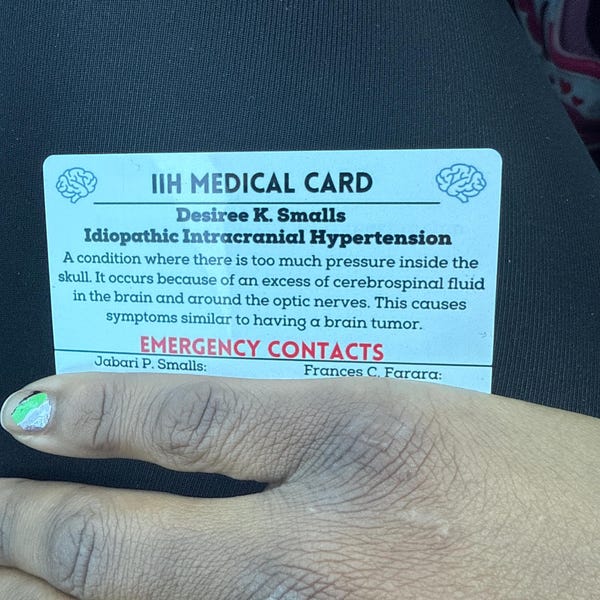 IIH MEDICAL CARD
Desiree K. Smalls
Idiopathic Intracranial Hypertension
A condition where there is too much pressure inside the
skull. It occurs because of an excess of cerebrospinal fluid
in the brain and around the optic nerves. This causes
symptoms similar to having a brain tumor.
EMERGENCY CONTACTS
Jabari P. Smalls: Frances C. Farara: